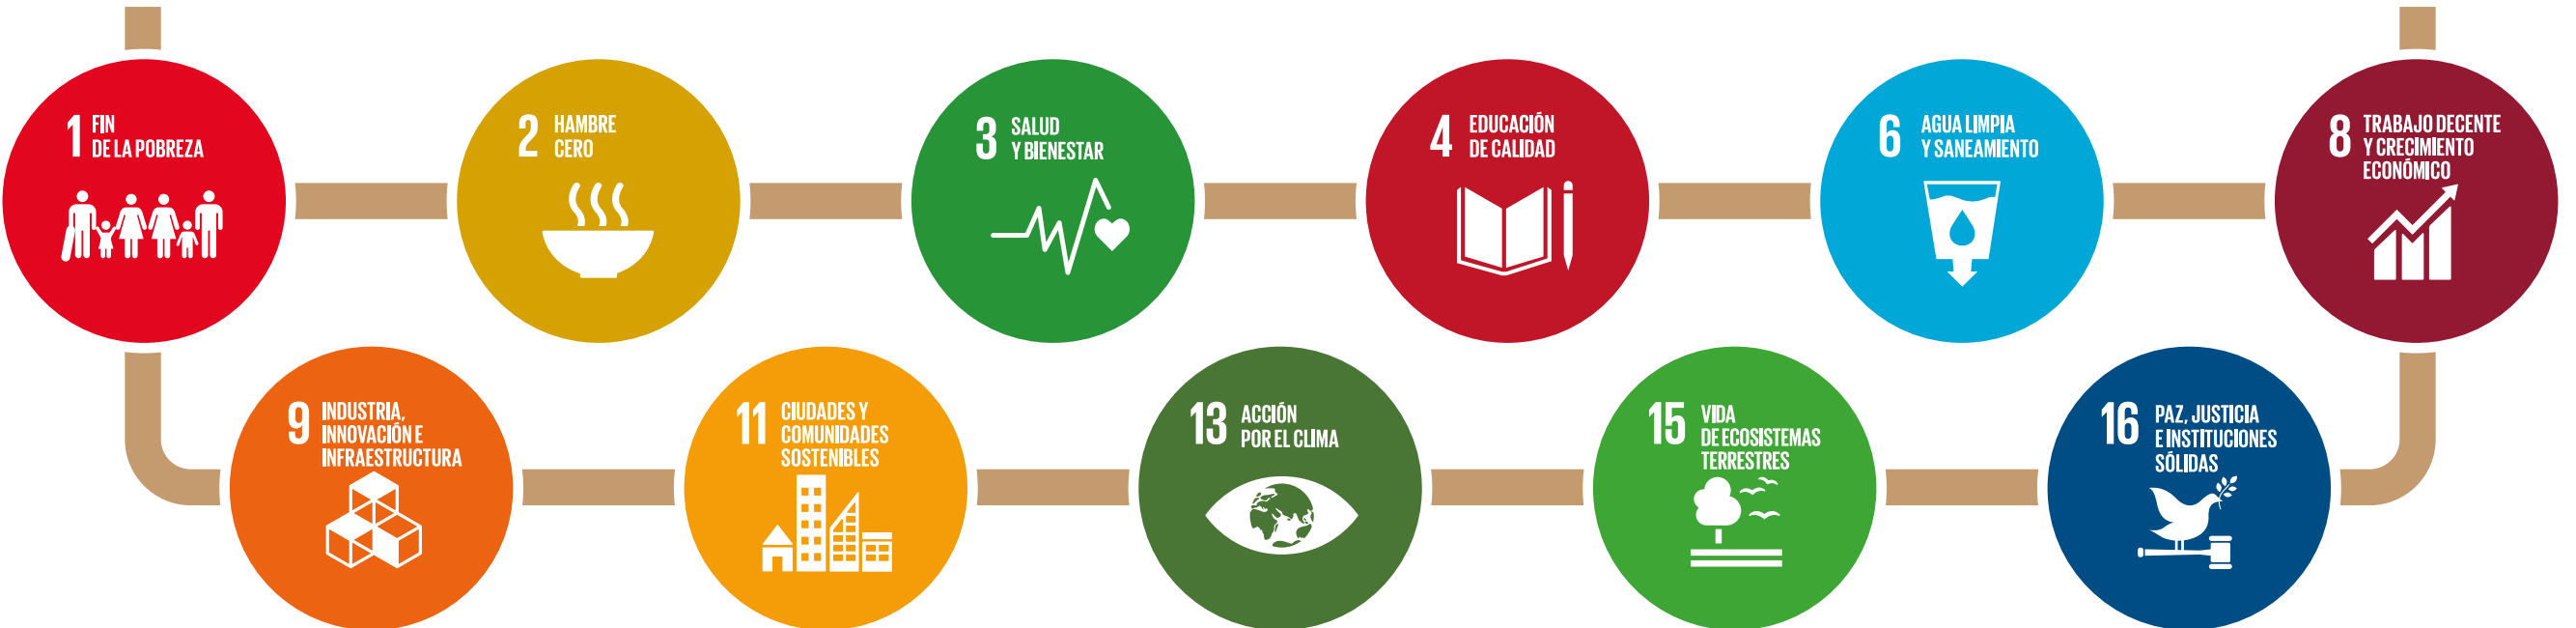 1 FIN
DE LA POBREZA
2 HAMBRE
CERO
3 SALUD
Y BIENESTAR
4 EDUCACIÓN
DE CALIDAD
6 AGUA LIMPIA
Y SANEAMIENTO
8 TRABAJO DECENTE
Y CRECIMIENTO
ECONÓMICO
9 INDUSTRIA,
INNOVACIÓN E
INFRAESTRUCTURA
11 CIUDADES Y
COMUNIDADES
SOSTENIBLES
13 ACCIÓN
POR EL CLIMA
15 VIDA
DE ECOSISTEMAS
TERRESTRES
16 PAZ, JUSTICIA
E INSTITUCIONES
SÓLIDAS